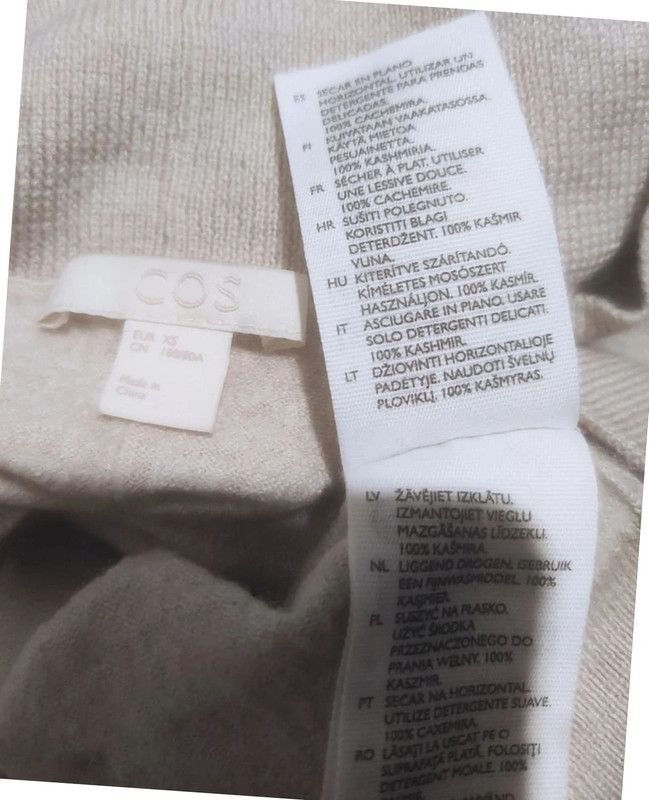 COS
EUR XS
CN 160/80A
Made in
China
ES SECAR EN PLANO
HORIZONTAL. UTILIZAR UN
DETERGENTE PARA PRENDAS
DELICADAS.
100% CACHEMIRA.
FI KUIVATAAN VAAKATASOSSA.
KÄYTÄ MIETOA
PESUAINETTA.
100% KASHMIRIA.
FR SÉCHER À PLAT. UTILISER
UNE LESSIVE DOUCE.
100% CACHEMIRE.
HR SUŠITI POLEGNUTO.
KORISTITI BLAGI
DETERDŽENT. 100% KAŠMIR
VUNA.
HU KITERÍTVE SZÁRÍTANDÓ.
KÍMÉLETES MOSÓSZERT
HASZNÁLJON. 100% KASMÍR.
IT ASCIUGARE IN PIANO. USARE
SOLO DETERGENTI DELICATI.
100% KASHMIR.
LT DŽIOVINTI HORIZONTALIOJE
PADĖTYJE. NAUDOTI ŠVELNŲ
PLOVIKLĮ. 100% KAŠMYRAS.
LV ŽĀVĒJIET IZKLĀTU.
IZMANTOJIET VIEGLU
MAZGĀŠANAS LĪDZEKLI.
100% KAŠMIRA.
NL LIGGEND DROGEN. GEBRUIK
EEN FIJNWASMIDDEL. 100%
KASJMIER.
PL SUSZYĆ NA PŁASKO.
UŻYĆ ŚRODKA
PRZEZNACZONEGO DO
PRANIA WEŁNY. 100%
KASZMIR.
PT SECAR NA HORIZONTAL.
UTILIZE DETERGENTE SUAVE.
100% CAXEMIRA.
RO LĂSAȚI LA USCAT PE O
SUPRAFAȚĂ PLATĂ. FOLOSIȚI
DETERGENT MOALE. 100%